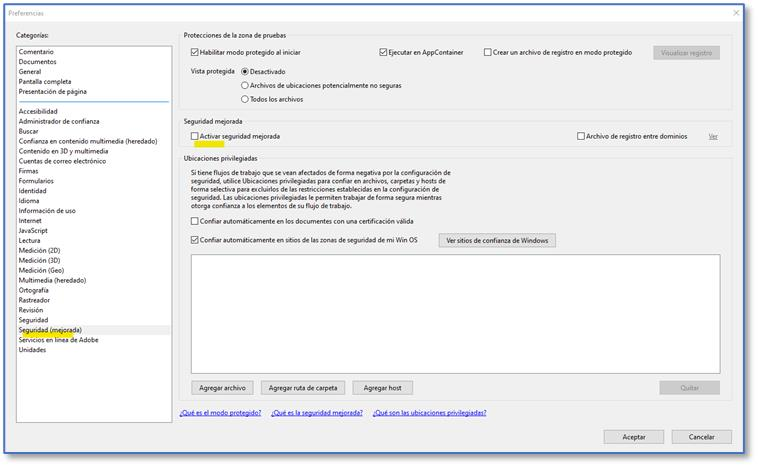 Preferencias
Categorías:
Comentario
Documentos
General
Pantalla completa
Presentación de página
Accesibilidad
Administrador de confianza
Buscar
Confianza en contenido multimedia (heredado)
Contenido en 3D y multimedia
Cuentas de correo electrónico
Firmas
Formularios
Identidad
Idioma
Información de uso
Internet
JavaScript
Lectura
Medición (2D)
Medición (3D)
Medición (Geo)
Multimedia (heredado)
Ortografía
Rastreador
Revisión
Seguridad
Seguridad (mejorada)
Servicios en línea de Adobe
Unidades
Protecciones de la zona de pruebas
Habilitar modo protegido al iniciar
Ejecutar en AppContainer
Crear un archivo de registro en modo protegido
Visualizar registro
Vista protegida
Desactivado
Archivos de ubicaciones potencialmente no seguras
Todos los archivos
Seguridad mejorada
Activar seguridad mejorada
Archivo de registro entre dominios
Ver
Ubicaciones privilegiadas
Si tiene flujos de trabajo que se vean afectados de forma negativa por la configuración de
seguridad, utilice Ubicaciones privilegiadas para confiar en archivos, carpetas y hosts de
forma selectiva para excluirlos de las restricciones establecidas en la configuración de
seguridad. Las ubicaciones privilegiadas le permiten trabajar de forma segura mientras
otorga confianza a los elementos de su flujo de trabajo.
Confiar automáticamente en los documentos con una certificación válida
Confiar automáticamente en sitios de las zonas de seguridad de mi Win OS
Ver sitios de confianza de Windows
Agregar archivo
Agregar ruta de carpeta
Agregar host
Quitar
¿Qué es el modo protegido?
¿Qué es la seguridad mejorada?
¿Qué son las ubicaciones privilegiadas?
Aceptar
Cancelar